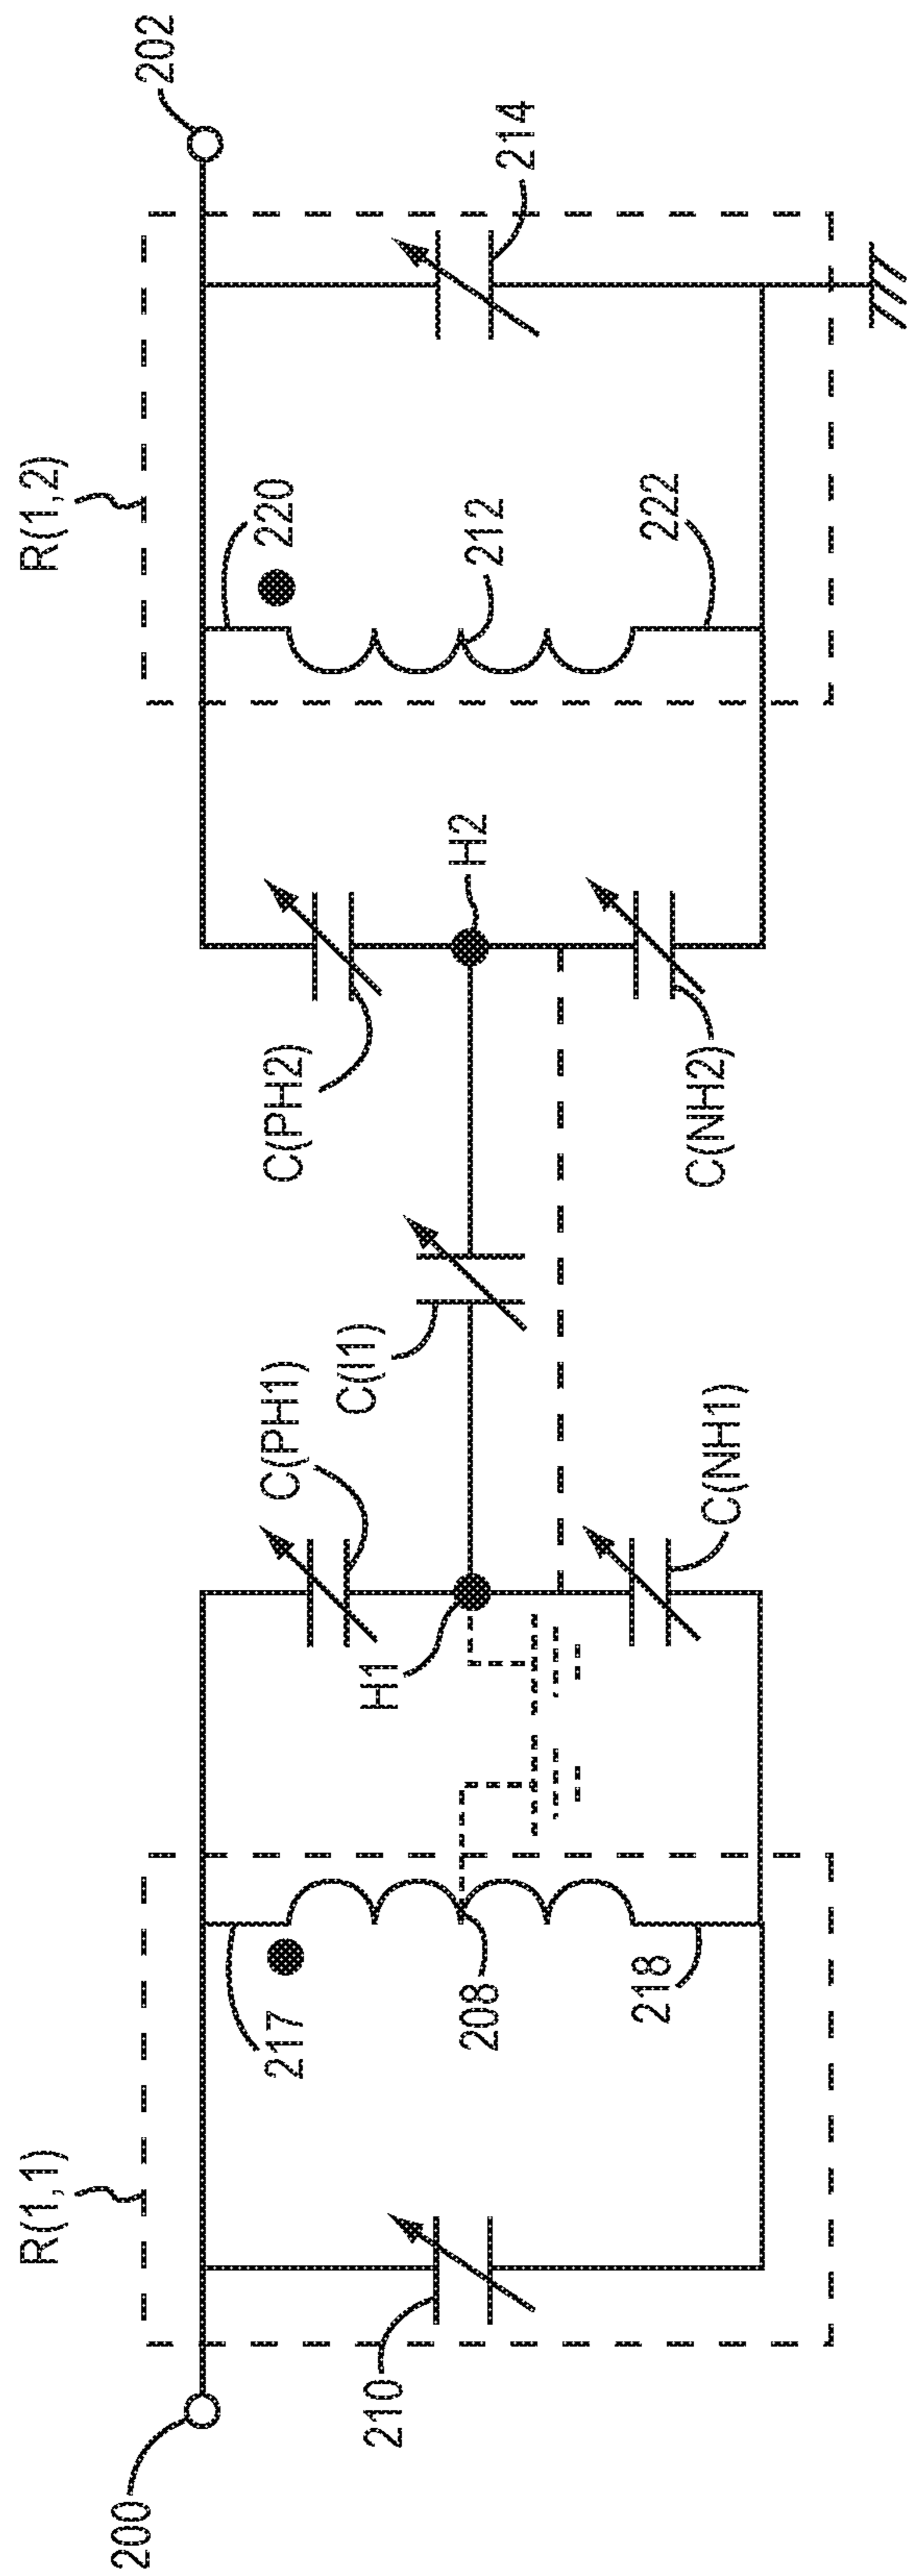 R(1,1)
R(1,2)
200
202
217
220
C(PH1)
C(PH2)
210
H1
C(I1)
H2
214
208
212
218
222
C(NH1)
C(NH2)